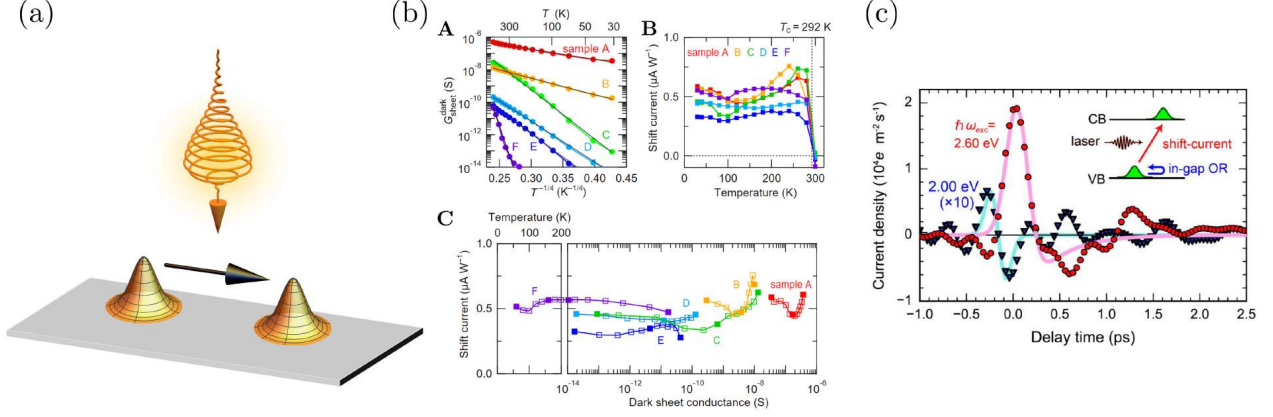 (a)
(b)
(c)
A
T (K)
300 100 50 30
10⁻⁶
10⁻⁸
10⁻¹⁰
10⁻¹²
10⁻¹⁴
G^dark_sheet (S)
sample A
B
C
D
E
F
0.25 0.30 0.35 0.40 0.45
T^-1/4 (K^-1/4)
B
T_C = 292 K
sample A B C D E F
1.0
0.5
0.0
Shift current (μA W⁻¹)
0 100 200 300
Temperature (K)
C
Temperature (K)
0 100 200
1.0
0.5
0.0
Shift current (μA W⁻¹)
F
D
E
C
B
sample A
10⁻¹⁴ 10⁻¹² 10⁻¹⁰ 10⁻⁸ 10⁻⁶
Dark sheet conductance (S)
2
1
0
−1
Current density (10⁴e m⁻² s⁻¹)
ℏω_exc=
2.60 eV
2.00 eV
(×10)
CB
laser
shift-current
VB
in-gap OR
−1.0 −0.5 0.0 0.5 1.0 1.5 2.0 2.5
Delay time (ps)